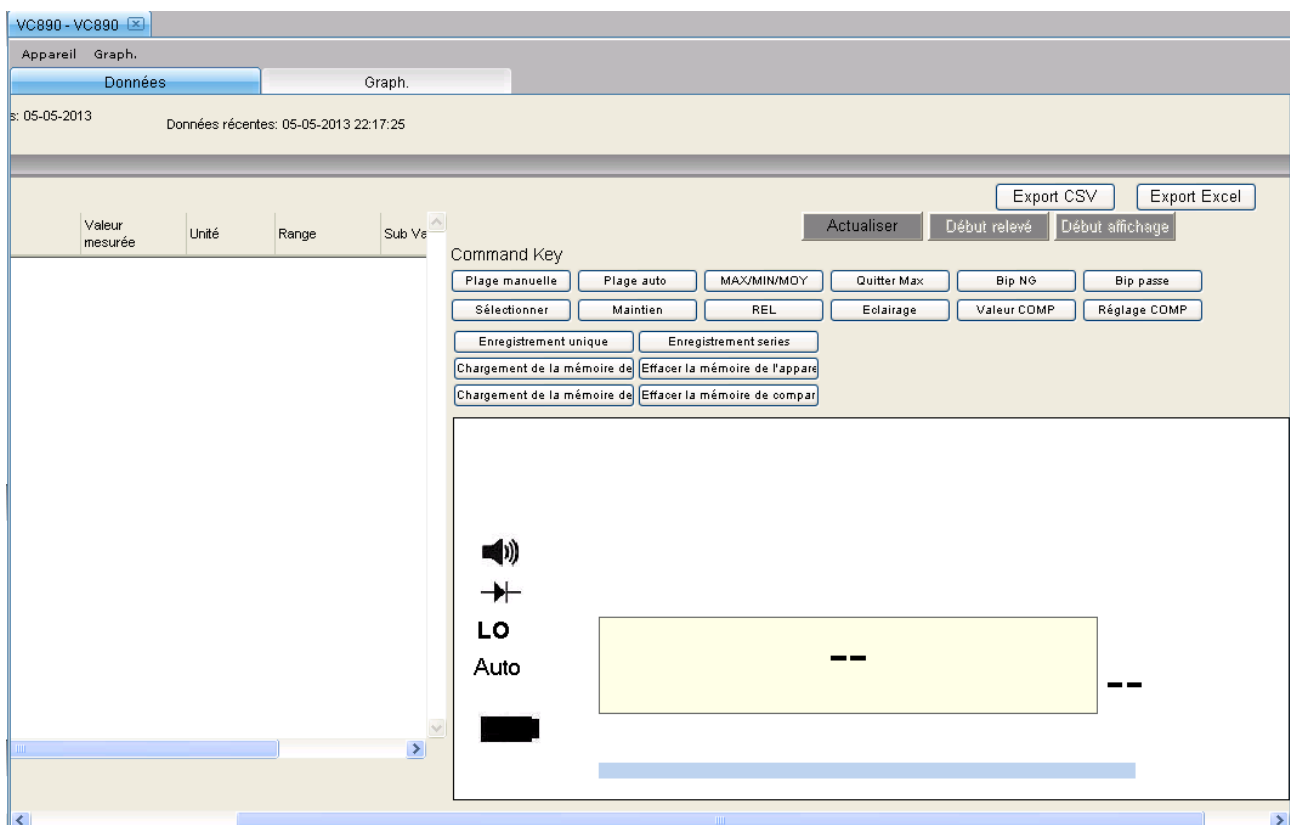 VC890 - VC890
Appareil Graph.
Données Graph.
s: 05-05-2013
Données récentes: 05-05-2013 22:17:25
Export CSV Export Excel
Valeur mesurée Unité Range Sub Va
Actualiser Début relevé Début affichage
Command Key
Plage manuelle Plage auto MAX/MIN/MOY Quitter Max Bip NG Bip passe
Sélectionner Maintien REL Eclairage Valeur COMP Réglage COMP
Enregistrement unique Enregistrement series
Chargement de la mémoire de Effacer la mémoire de l'appare
Chargement de la mémoire de Effacer la mémoire de compar
LO
--
Auto
--